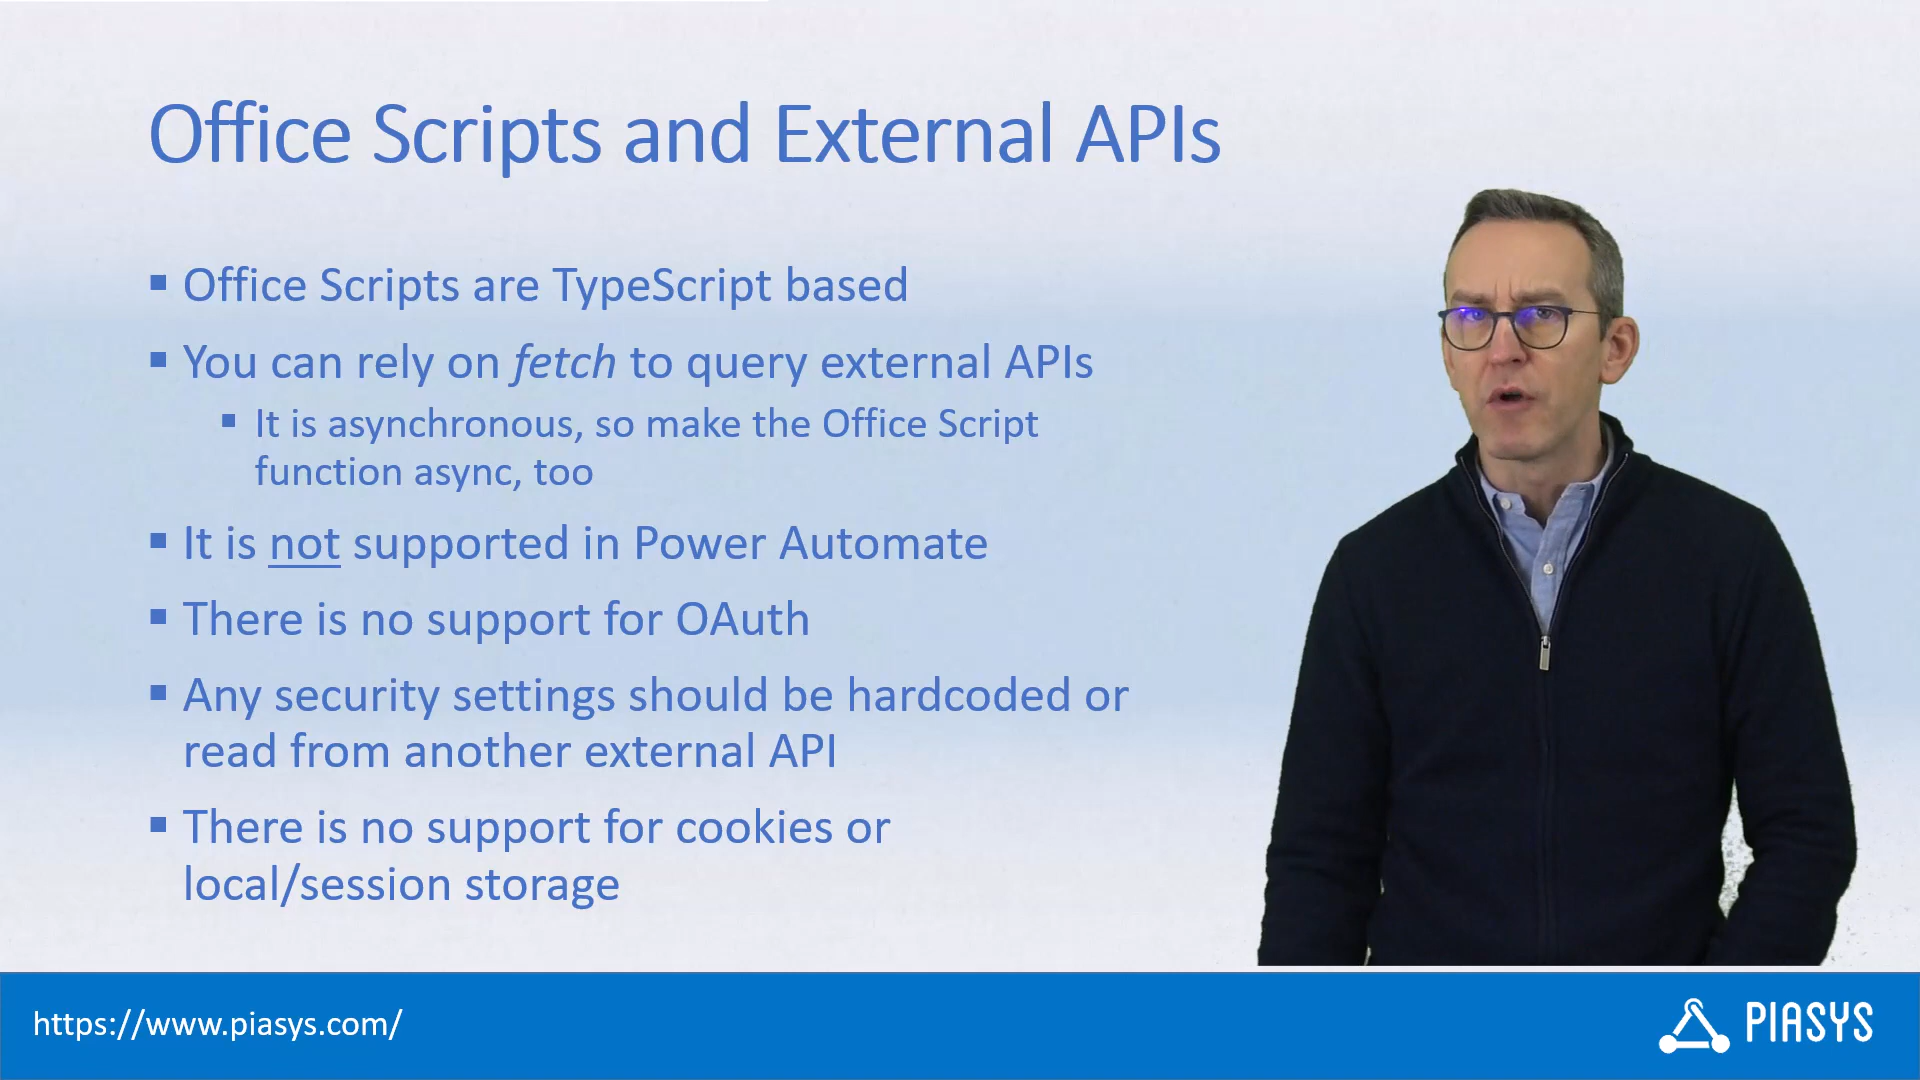 Office Scripts and External APIs
Office Scripts are TypeScript based
You can rely on fetch to query external APIs
It is asynchronous, so make the Office Script
function async, too
It is not supported in Power Automate
There is no support for OAuth
Any security settings should be hardcoded or
read from another external API
There is no support for cookies or
local/session storage
https://www.piasys.com/
PIASYS